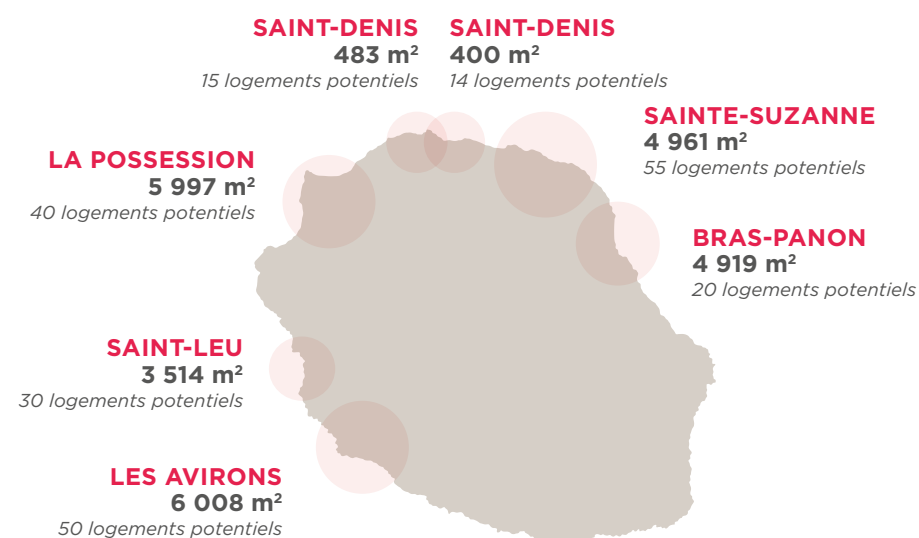 SAINT-DENIS
483 m²
15 logements potentiels
SAINT-DENIS
400 m²
14 logements potentiels
SAINTE-SUZANNE
4 961 m²
55 logements potentiels
LA POSSESSION
5 997 m²
40 logements potentiels
BRAS-PANON
4 919 m²
20 logements potentiels
SAINT-LEU
3 514 m²
30 logements potentiels
LES AVIRONS
6 008 m²
50 logements potentiels